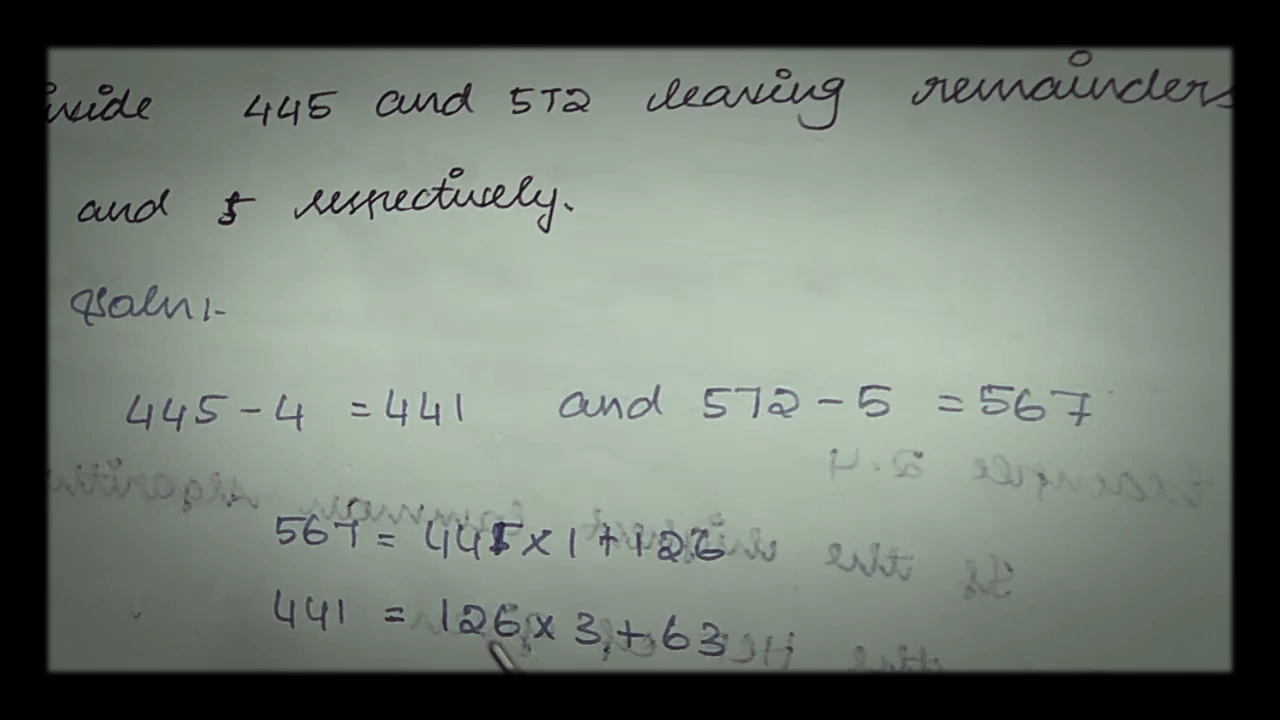 445 and 572 leaving remainders
and 5 respectively.
Soln:-
445 - 4 = 441 and 572 - 5 = 567
567 = 441 × 1 + 126
441 = 126 × 3 + 63